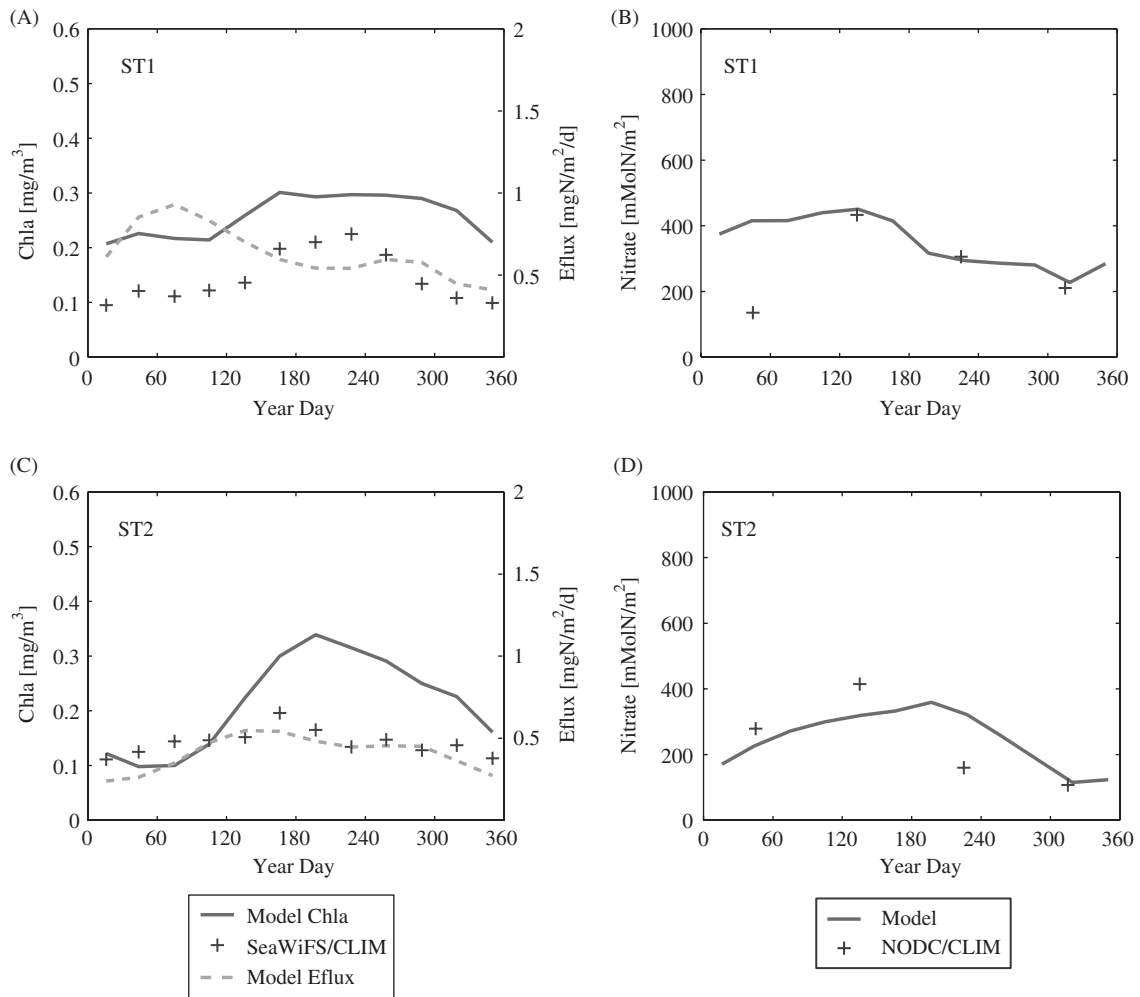 (A)
ST1
0.6
0.5
0.4
0.3
0.2
0.1
0
Chla [mg/m3]
2
1.5
1
0.5
Eflux [mgN/m2/d]
0 60 120 180 240 300 360
Year Day
(B)
ST1
1000
800
600
400
200
0
Nitrate [mMolN/m2]
0 60 120 180 240 300 360
Year Day
(C)
ST2
0.6
0.5
0.4
0.3
0.2
0.1
0
Chla [mg/m3]
2
1.5
1
0.5
Eflux [mgN/m2/d]
0 60 120 180 240 300 360
Year Day
(D)
ST2
1000
800
600
400
200
0
Nitrate [mMolN/m2]
0 60 120 180 240 300 360
Year Day
Model Chla
SeaWiFS/CLIM
Model Eflux
Model
NODC/CLIM